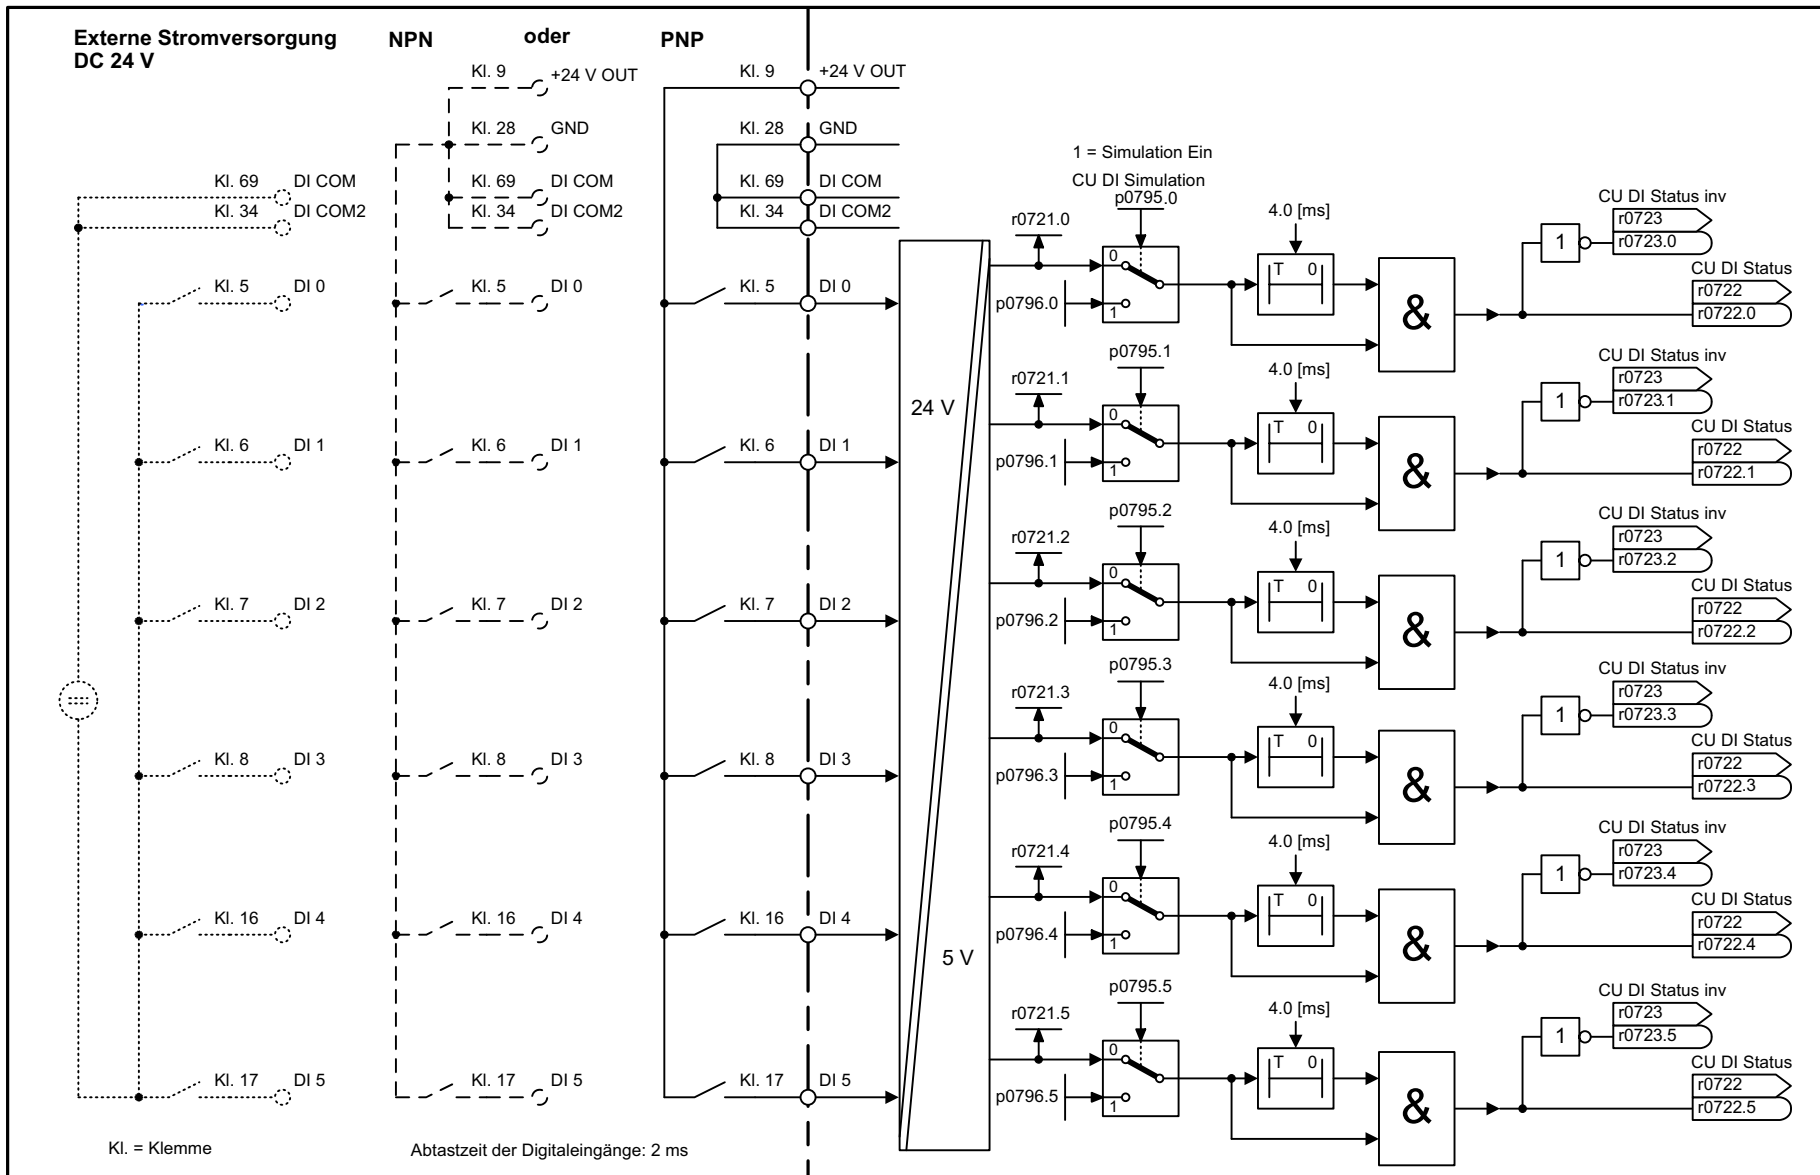 Externe Stromversorgung
DC 24 V
NPN
oder
PNP
Kl. 9
+24 V OUT
Kl. 28
GND
Kl. 69
DI COM
Kl. 34
DI COM2
Kl. 69
DI COM
Kl. 34
DI COM2
Kl. 9
+24 V OUT
Kl. 28
GND
Kl. 69
DI COM
Kl. 34
DI COM2
Kl. 5
DI 0
Kl. 5
DI 0
Kl. 5
DI 0
Kl. 6
DI 1
Kl. 6
DI 1
Kl. 6
DI 1
Kl. 7
DI 2
Kl. 7
DI 2
Kl. 7
DI 2
Kl. 8
DI 3
Kl. 8
DI 3
Kl. 8
DI 3
Kl. 16
DI 4
Kl. 16
DI 4
Kl. 16
DI 4
Kl. 17
DI 5
Kl. 17
DI 5
Kl. 17
DI 5
24 V
5 V
1 = Simulation Ein
CU DI Simulation
p0795.0
r0721.0
0
p0796.0
1
4.0 [ms]
T 0
&
1
CU DI Status inv
r0723
r0723.0
CU DI Status
r0722
r0722.0
p0795.1
r0721.1
0
p0796.1
1
4.0 [ms]
T 0
&
1
CU DI Status inv
r0723
r0723.1
CU DI Status
r0722
r0722.1
p0795.2
r0721.2
0
p0796.2
1
4.0 [ms]
T 0
&
1
CU DI Status inv
r0723
r0723.2
CU DI Status
r0722
r0722.2
p0795.3
r0721.3
0
p0796.3
1
4.0 [ms]
T 0
&
1
CU DI Status inv
r0723
r0723.3
CU DI Status
r0722
r0722.3
p0795.4
r0721.4
0
p0796.4
1
4.0 [ms]
T 0
&
1
CU DI Status inv
r0723
r0723.4
CU DI Status
r0722
r0722.4
p0795.5
r0721.5
0
p0796.5
1
4.0 [ms]
T 0
&
1
CU DI Status inv
r0723
r0723.5
CU DI Status
r0722
r0722.5
Kl. = Klemme
Abtastzeit der Digitaleingänge: 2 ms